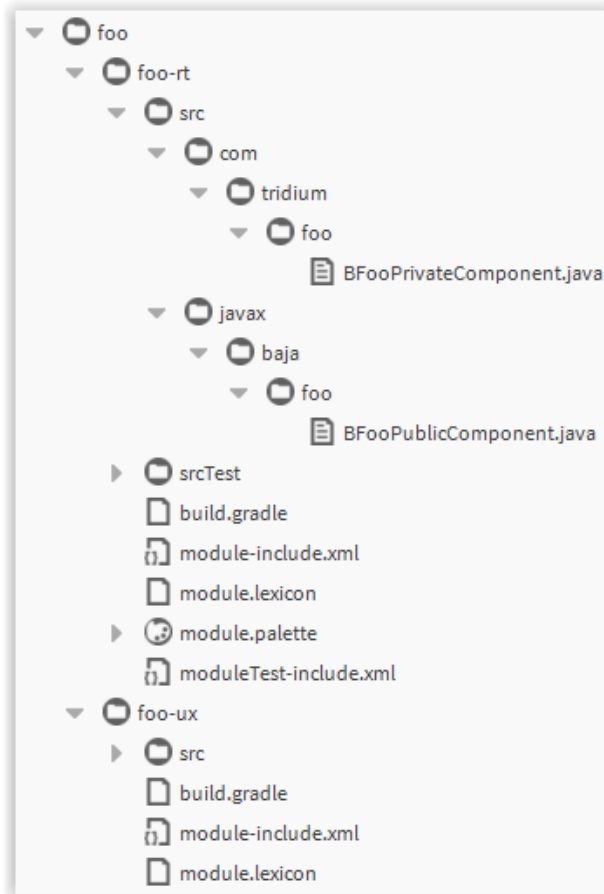 foo
foo-rt
src
com
tridium
foo
BFooPrivateComponent.java
javax
baja
foo
BFooPublicComponent.java
srcTest
build.gradle
module-include.xml
module.lexicon
module.palette
moduleTest-include.xml
foo-ux
src
build.gradle
module-include.xml
module.lexicon